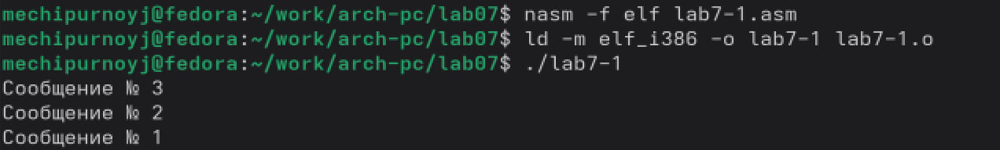 mechipurnoyj@fedora:~/work/arch-pc/lab07$ nasm -f elf lab7-1.asm
mechipurnoyj@fedora:~/work/arch-pc/lab07$ ld -m elf_i386 -o lab7-1 lab7-1.o
mechipurnoyj@fedora:~/work/arch-pc/lab07$ ./lab7-1
Сообщение № 3
Сообщение № 2
Сообщение № 1